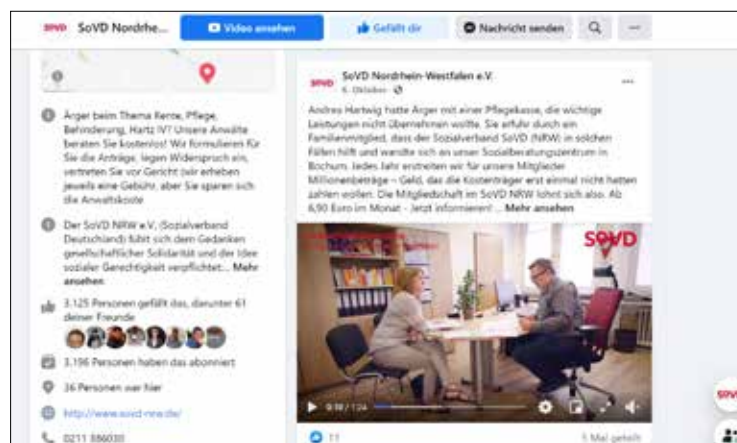 SoVD SoVD Nordrhe... Video ansehen Gefällt dir Nachricht senden
Ärger beim Thema Rente, Pflege,
Behinderung, Hartz IV? Unsere Anwälte
beraten Sie kostenlos! Wir formulieren für
Sie die Anträge, legen Widerspruch ein,
vertreten Sie vor Gericht (wir erheben
jeweils eine Gebühr, aber Sie sparen sich
die Anwaltskoste
Der SoVD NRW e.V. (Sozialverband
Deutschland) fühlt sich dem Gedanken
gesellschaftlicher Solidarität und der Idee
sozialer Gerechtigkeit verpflichtet... Mehr
ansehen
3.125 Personen gefällt das, darunter 61
deiner Freunde
3.196 Personen haben das abonniert
36 Personen war hier
http://www.sovd-nrw.de/
0211 386030
SoVD SoVD Nordrhein-Westfalen e.V.
6. Oktober
Andrea Hartwig hatte Ärger mit einer Pflegekasse, die wichtige
Leistungen nicht übernehmen wollte. Sie erfuhr durch ein
Familienmitglied, dass der Sozialverband SoVD (NRW) in solchen
Fällen hilft und wandte sich an unser Sozialberatungszentrum in
Bochum. Jedes Jahr erstreiten wir für unsere Mitglieder
Millionenbeträge – Geld, das die Kostenträger erst einmal nicht hatten
zahlen wollen. Die Mitgliedschaft im SoVD NRW lohnt sich also. Ab
6,90 Euro im Monat - Jetzt informieren! ... Mehr ansehen
SOVD
/ 1:24
11
5 Mal geteilt
SoVD